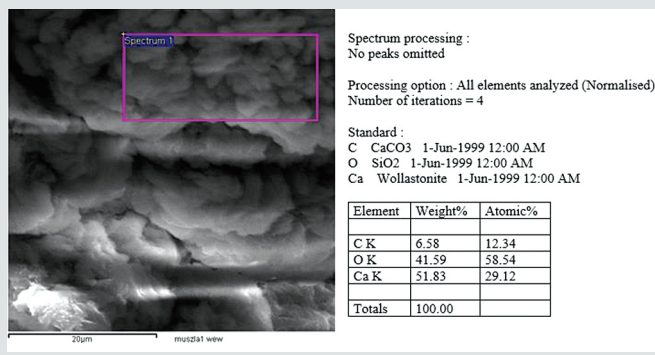 Spectrum 1
20µm
muszla1 wew
Spectrum processing :
No peaks omitted
Processing option : All elements analyzed (Normalised)
Number of iterations = 4
Standard :
C CaCO3 1-Jun-1999 12:00 AM
O SiO2 1-Jun-1999 12:00 AM
Ca Wollastonite 1-Jun-1999 12:00 AM
Element Weight% Atomic%
C K 6.58 12.34
O K 41.59 58.54
Ca K 51.83 29.12
Totals 100.00